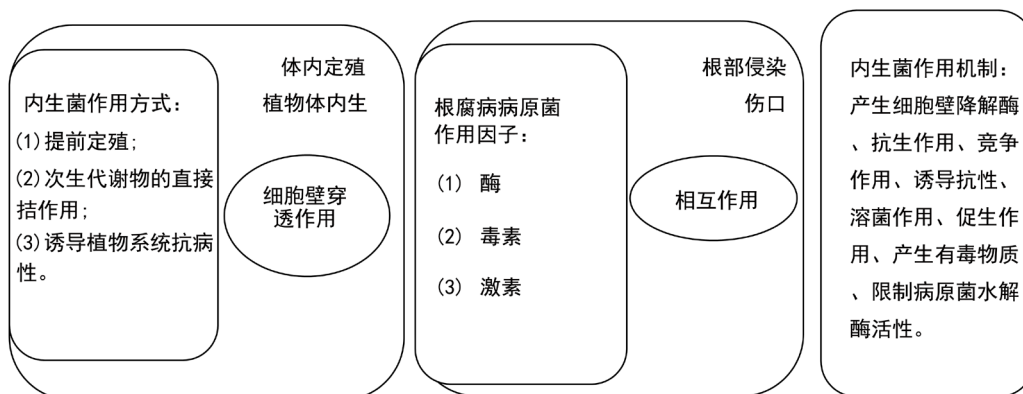 内生菌作用方式：
(1)提前定殖;
(2)次生代谢物的直接
拮作用;
(3)诱导植物系统抗病
性。
体内定殖
植物体内生
细胞壁穿
透作用
根腐病病原菌
作用因子：
(1) 酶
(2) 毒素
(3) 激素
根部侵染
伤口
相互作用
内生菌作用机制：
产生细胞壁降解酶
、抗生作用、竞争
作用、诱导抗性、
溶菌作用、促生作
用、产生有毒物质
、限制病原菌水解
酶活性。